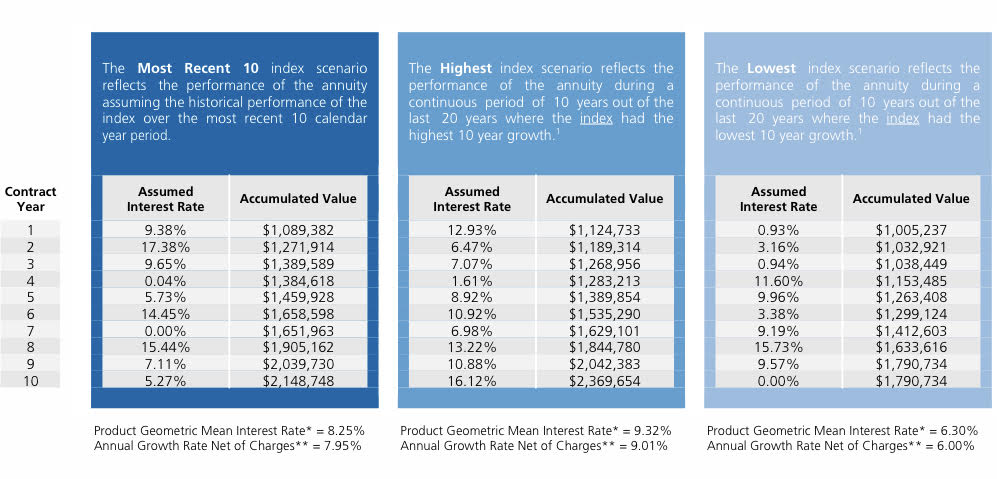 The Most Recent 10 index scenario
reflects the performance of the annuity
assuming the historical performance of the
index over the most recent 10 calendar
year period.
The Highest index scenario reflects the
performance of the annuity during a
continuous period of 10 years out of the
last 20 years where the index had the
highest 10 year growth.1
The Lowest index scenario reflects the
performance of the annuity during a
continuous period of 10 years out of the
last 20 years where the index had the
lowest 10 year growth.1
Contract
Year
Assumed
Interest Rate
Accumulated Value
Assumed
Interest Rate
Accumulated Value
Assumed
Interest Rate
Accumulated Value
1 9.38% $1,089,382 12.93% $1,124,733 0.93% $1,005,237
2 17.38% $1,271,914 6.47% $1,189,314 3.16% $1,032,921
3 9.65% $1,389,589 7.07% $1,268,956 0.94% $1,038,449
4 0.04% $1,384,618 1.61% $1,283,213 11.60% $1,153,485
5 5.73% $1,459,928 8.92% $1,389,854 9.96% $1,263,408
6 14.45% $1,658,598 10.92% $1,535,290 3.38% $1,299,124
7 0.00% $1,651,963 6.98% $1,629,101 9.19% $1,412,603
8 15.44% $1,905,162 13.22% $1,844,780 15.73% $1,633,616
9 7.11% $2,039,730 10.88% $2,042,383 9.57% $1,790,734
10 5.27% $2,148,748 16.12% $2,369,654 0.00% $1,790,734
Product Geometric Mean Interest Rate* = 8.25%
Annual Growth Rate Net of Charges** = 7.95%
Product Geometric Mean Interest Rate* = 9.32%
Annual Growth Rate Net of Charges** = 9.01%
Product Geometric Mean Interest Rate* = 6.30%
Annual Growth Rate Net of Charges** = 6.00%